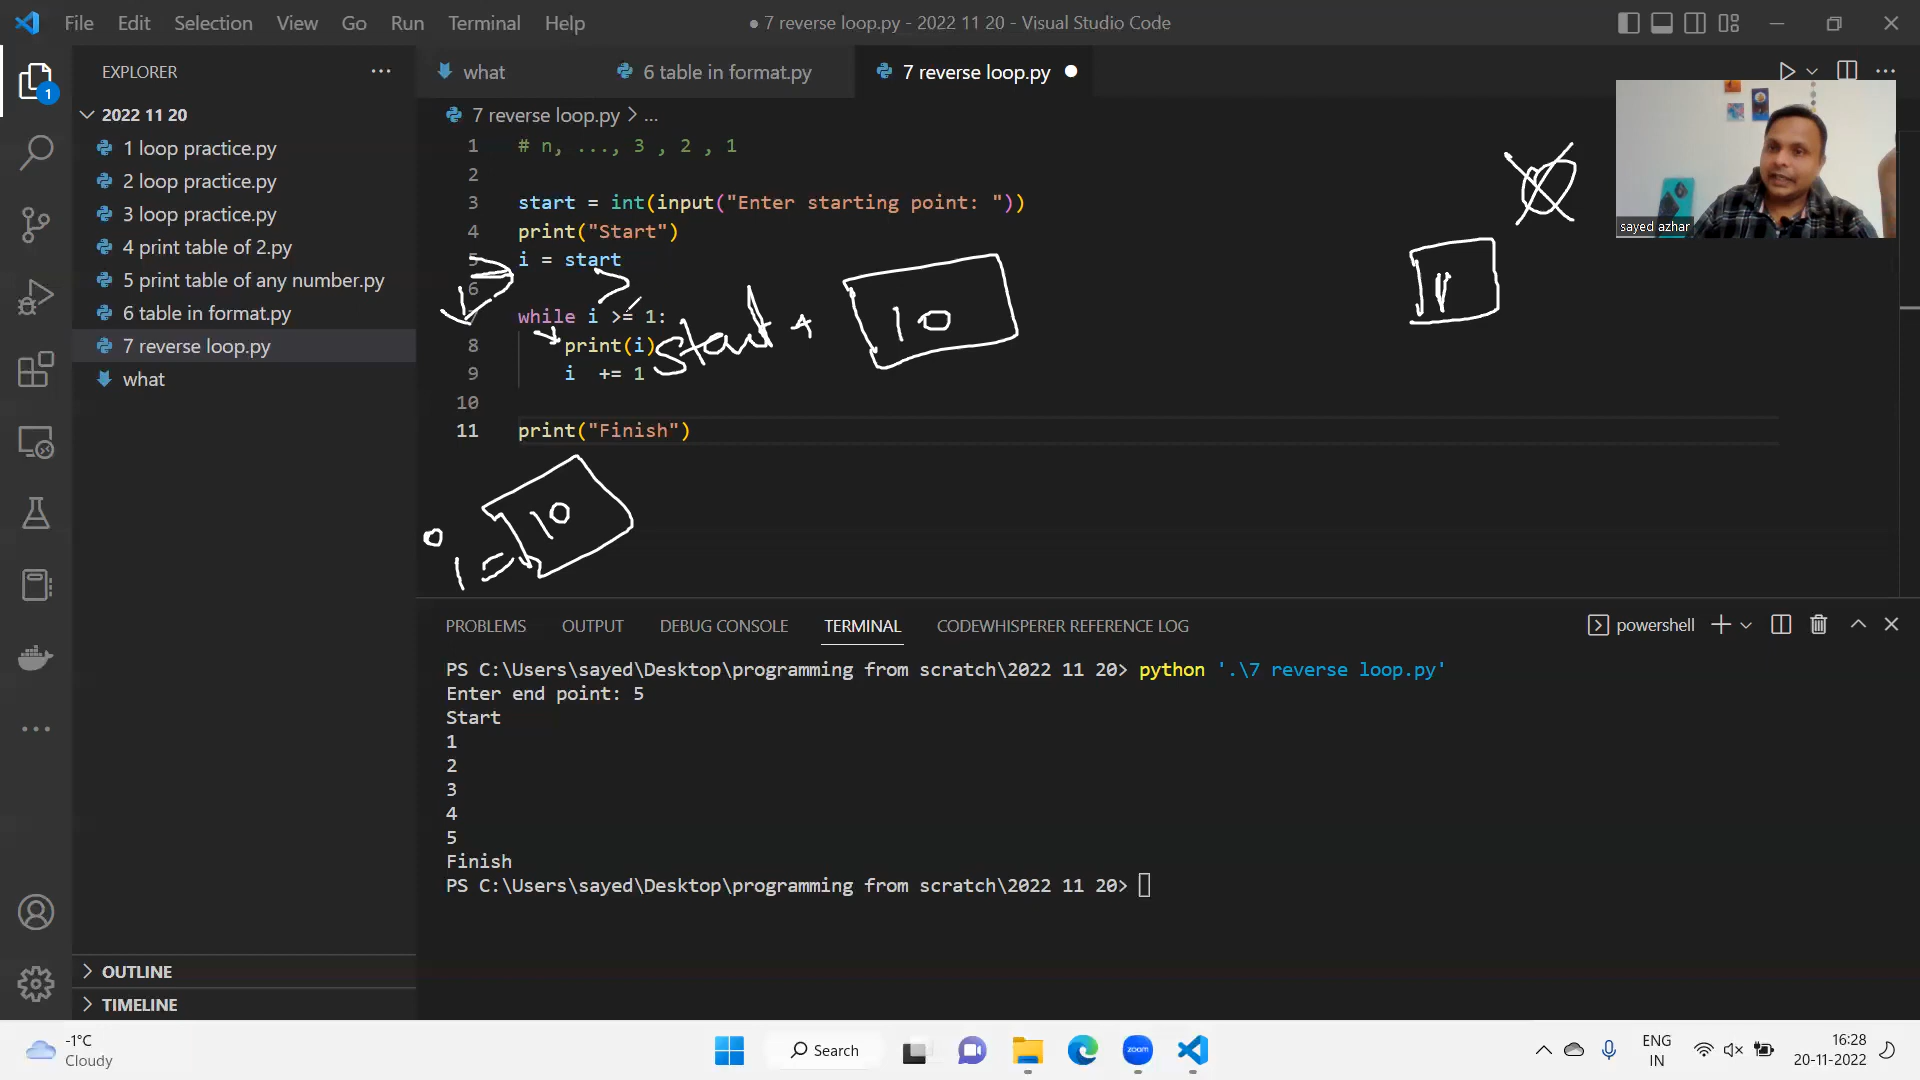 File Edit Selection View Go Run Terminal Help
● 7 reverse loop.py - 2022 11 20 - Visual Studio Code
EXPLORER
1
2022 11 20
1 loop practice.py
2 loop practice.py
3 loop practice.py
4 print table of 2.py
5 print table of any number.py
6 table in format.py
7 reverse loop.py
what
OUTLINE
TIMELINE
what 6 table in format.py 7 reverse loop.py
7 reverse loop.py > ...
1 # n, ..., 3 , 2 , 1
2
3 start = int(input("Enter starting point: "))
4 print("Start")
5 i = start
6
while i >= 1:
8 print(i)
9 i += 1
10
11 print("Finish")
start
10
10
i =
sayed azhar
PROBLEMS OUTPUT DEBUG CONSOLE TERMINAL CODEWHISPERER REFERENCE LOG
powershell
PS C:\Users\sayed\Desktop\programming from scratch\2022 11 20> python '.\7 reverse loop.py'
Enter end point: 5
Start
1
2
3
4
5
Finish
PS C:\Users\sayed\Desktop\programming from scratch\2022 11 20>
-1°C
Cloudy
Search
zoom
ENG
IN
16:28
20-11-2022